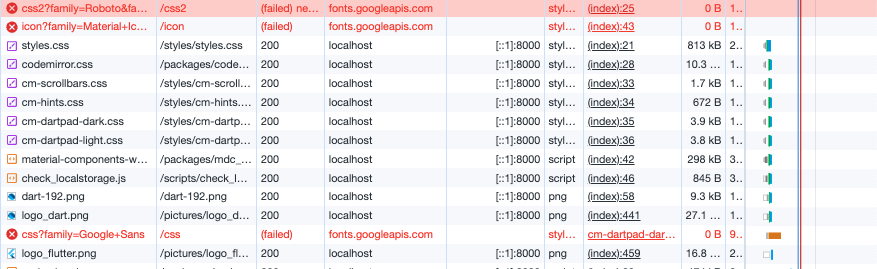 css2?family=Roboto&fa... /css2 (failed) ne... fonts.googleapis.com styl... (index):25 0 B 1..
icon?family=Material+Ic... /icon (failed) fonts.googleapis.com styl... (index):43 0 B 1..
styles.css /styles/styles.css 200 localhost [::1]:8000 styl... (index):21 813 kB 2..
codemirror.css /packages/code... 200 localhost [::1]:8000 styl... (index):28 10.3 ... 1..
cm-scrollbars.css /styles/cm-scroll... 200 localhost [::1]:8000 styl... (index):33 1.7 kB 1..
cm-hints.css /styles/cm-hints.... 200 localhost [::1]:8000 styl... (index):34 672 B 1..
cm-dartpad-dark.css /styles/cm-dartp... 200 localhost [::1]:8000 styl... (index):35 3.9 kB 1..
cm-dartpad-light.css /styles/cm-dartp... 200 localhost [::1]:8000 styl... (index):36 3.8 kB 1..
material-components-w... /packages/mdc_... 200 localhost [::1]:8000 script (index):42 298 kB 3..
check_localstorage.js /scripts/check_l... 200 localhost [::1]:8000 script (index):46 845 B 3..
dart-192.png /dart-192.png 200 localhost [::1]:8000 png (index):58 9.3 kB 1..
logo_dart.png /pictures/logo_d... 200 localhost [::1]:8000 png (index):441 27.1 ... 1..
css?family=Google+Sans /css (failed) fonts.googleapis.com styl... cm-dartpad-dar... 0 B 9..
logo_flutter.png /pictures/logo_fl... 200 localhost [::1]:8000 png (index):459 16.8 ... 2..